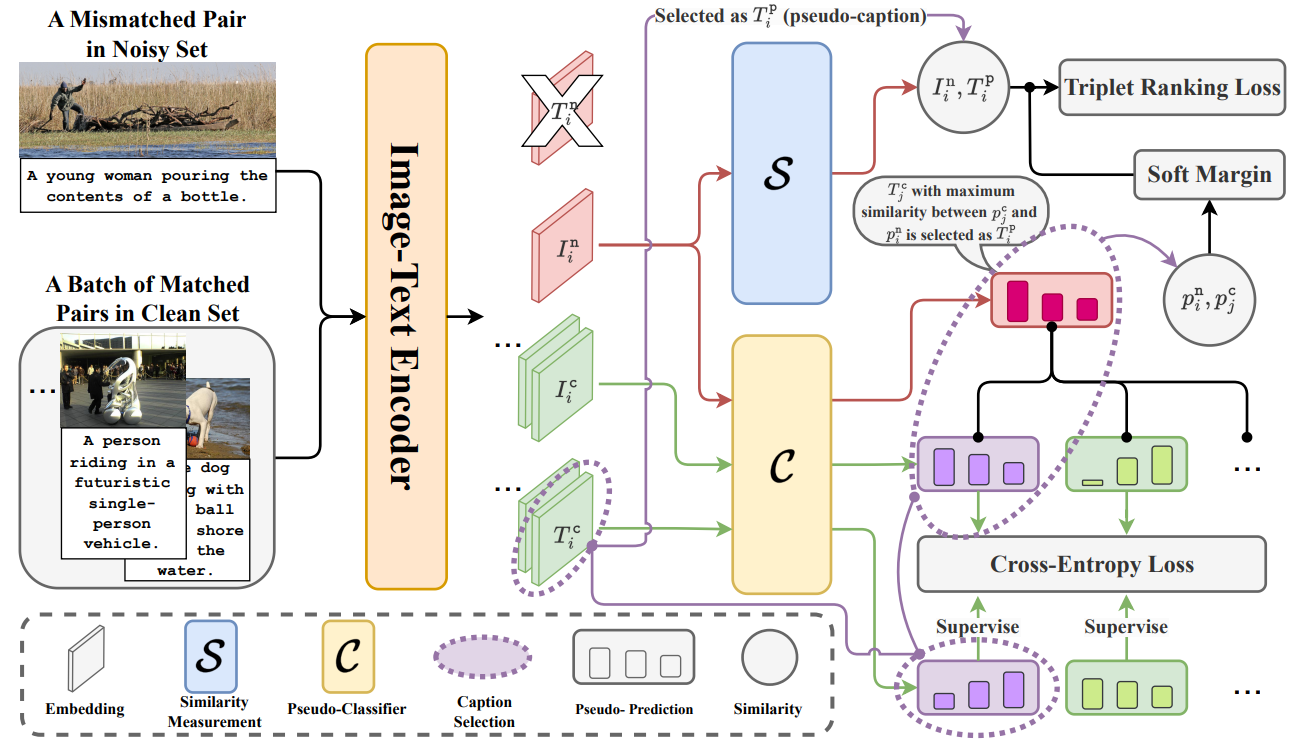 A Mismatched Pair
in Noisy Set
A young woman pouring the
contents of a bottle.
A Batch of Matched
Pairs in Clean Set
...
A person
riding in a
futuristic
single-
person
vehicle.
e dog
g with
ball
shore
the
water.
Image-Text Encoder
T_i^n
I_i^n
...
I_i^c
...
T_i^c
Selected as T_i^p (pseudo-caption)
S
C
I_i^n, T_i^p
Triplet Ranking Loss
Soft Margin
T_j^c with maximum
similarity between p_j^c and
p_i^n is selected as T_i^p
p_i^n, p_j^c
...
Cross-Entropy Loss
Supervise
Supervise
...
Embedding
S
Similarity
Measurement
C
Pseudo-Classifier
Caption
Selection
Pseudo- Prediction
Similarity